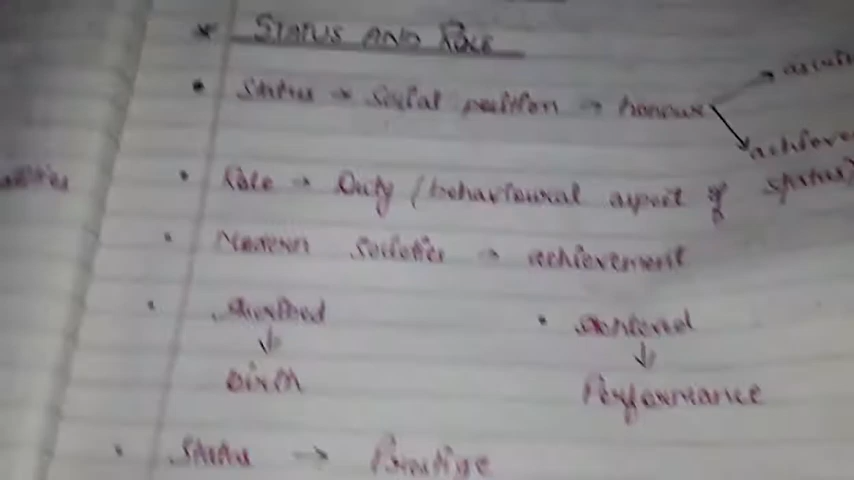 * STATUS AND ROLE
• Status → social position → honour
• Role → Duty (behavioural aspect of status)
• Modern societies → achievement
• Ascribed • achieved
↓ ↓
birth Performance
• Status → Prestige